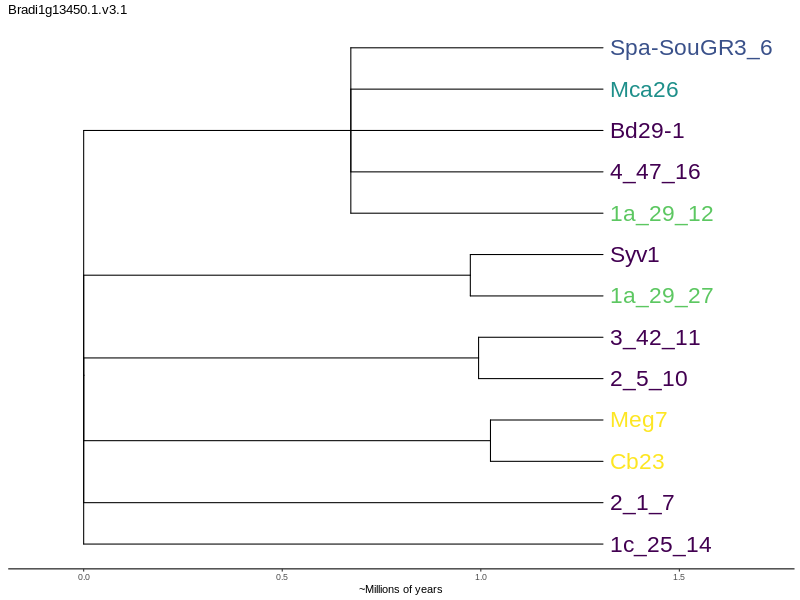 Bradi1g13450.1.v3.1
Spa-SouGR3_6
Mca26
Bd29-1
4_47_16
1a_29_12
Syv1
1a_29_27
3_42_11
2_5_10
Meg7
Cb23
2_1_7
1c_25_14
0.0 0.5 1.0 1.5
~Millions of years